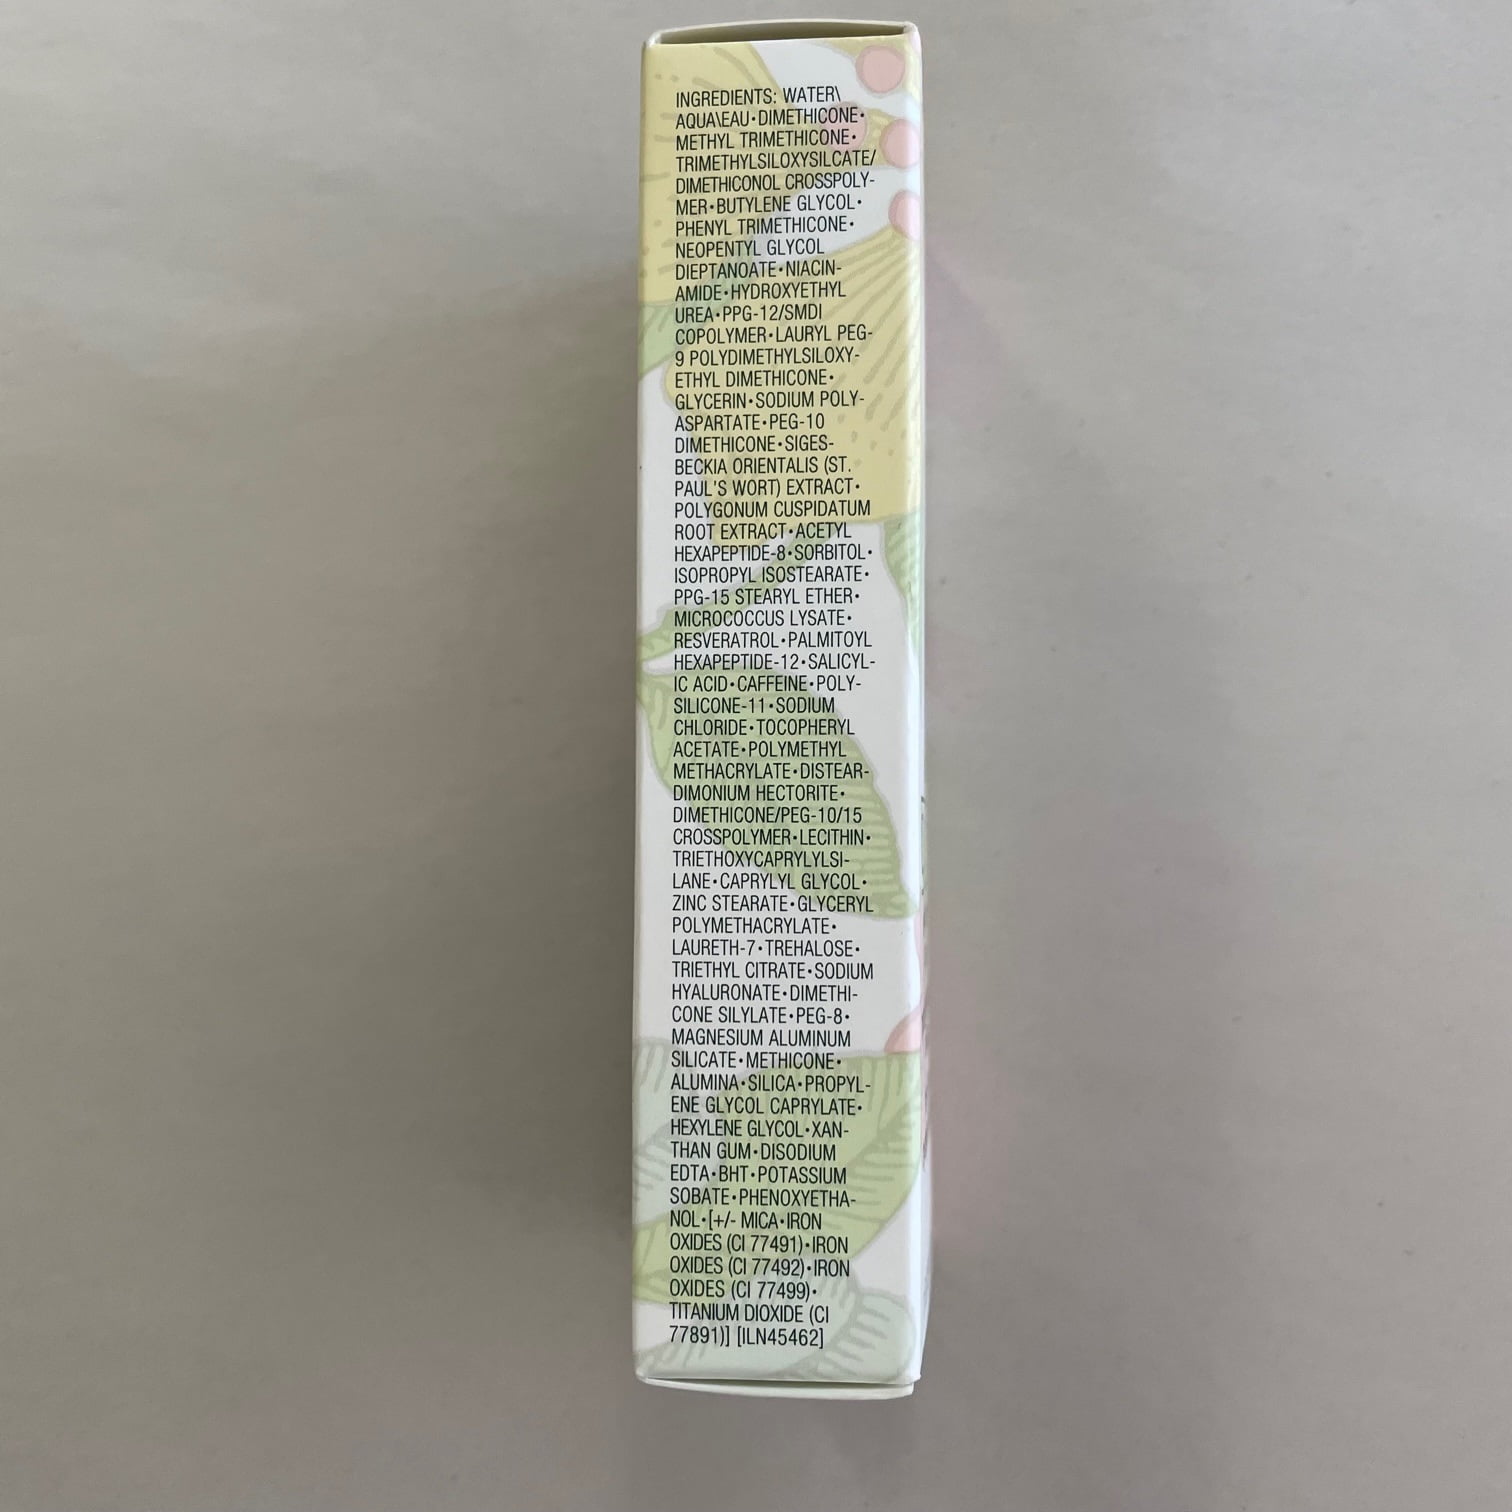 INGREDIENTS: WATER\
AQUA\EAU•DIMETHICONE•
METHYL TRIMETHICONE•
TRIMETHYLSILOXYSILCATE/
DIMETHICONOL CROSSPOLY-
MER•BUTYLENE GLYCOL•
PHENYL TRIMETHICONE•
NEOPENTYL GLYCOL
DIEPTANOATE•NIACIN-
AMIDE•HYDROXYETHYL
UREA•PPG-12/SMDI
COPOLYMER•LAURYL PEG-
9 POLYDIMETHYLSILOXY-
ETHYL DIMETHICONE•
GLYCERIN•SODIUM POLY-
ASPARTATE•PEG-10
DIMETHICONE•SIGES-
BECKIA ORIENTALIS (ST.
PAUL'S WORT) EXTRACT•
POLYGONUM CUSPIDATUM
ROOT EXTRACT•ACETYL
HEXAPEPTIDE-8•SORBITOL•
ISOPROPYL ISOSTEARATE•
PPG-15 STEARYL ETHER•
MICROCOCCUS LYSATE•
RESVERATROL•PALMITOYL
HEXAPEPTIDE-12•SALICYL-
IC ACID•CAFFEINE•POLY-
SILICONE-11•SODIUM
CHLORIDE•TOCOPHERYL
ACETATE•POLYMETHYL
METHACRYLATE•DISTEAR-
DIMONIUM HECTORITE•
DIMETHICONE/PEG-10/15
CROSSPOLYMER•LECITHIN•
TRIETHOXYCAPRYLYLSI-
LANE•CAPRYLYL GLYCOL•
ZINC STEARATE•GLYCERYL
POLYMETHACRYLATE•
LAURETH-7•TREHALOSE•
TRIETHYL CITRATE•SODIUM
HYALURONATE•DIMETHI-
CONE SILYLATE•PEG-8•
MAGNESIUM ALUMINUM
SILICATE•METHICONE•
ALUMINA•SILICA•PROPYL-
ENE GLYCOL CAPRYLATE•
HEXYLENE GLYCOL•XAN-
THAN GUM•DISODIUM
EDTA•BHT•POTASSIUM
SOBATE•PHENOXYETHA-
NOL•[+/- MICA•IRON
OXIDES (CI 77491)•IRON
OXIDES (CI 77492)•IRON
OXIDES (CI 77499)•
TITANIUM DIOXIDE (CI
77891)] [ILN45462]